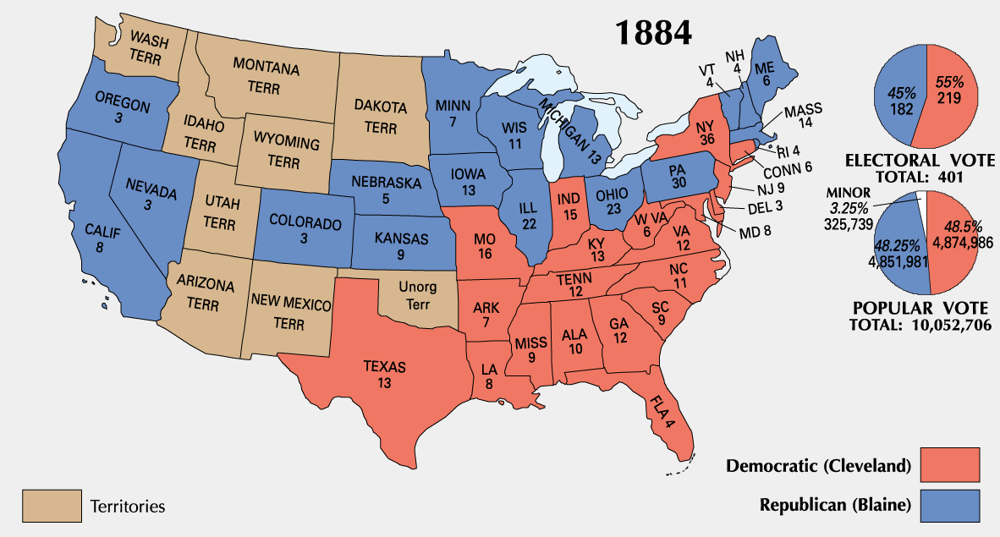 1884
WASH
TERR
MONTANA
TERR
DAKOTA
TERR
IDAHO
TERR
WYOMING
TERR
UTAH
TERR
ARIZONA
TERR
NEW MEXICO
TERR
Unorg
Terr
OREGON
3
CALIF
8
NEVADA
3
COLORADO
3
NEBRASKA
5
KANSAS
9
MINN
7
IOWA
13
WIS
11
MICHIGAN 13
ILL
22
IND
15
OHIO
23
MO
16
ARK
7
LA
8
TEXAS
13
MISS
9
ALA
10
GA
12
FLA 4
SC
9
NC
11
TENN
12
KY
13
W VA
6
VA
12
PA
30
NY
36
VT
4
NH
4
ME
6
MASS
14
RI 4
CONN 6
NJ 9
DEL 3
MD 8
45%
182
55%
219
ELECTORAL VOTE
TOTAL: 401
MINOR
3.25%
325,739
48.25%
4,851,981
48.5%
4,874,986
POPULAR VOTE
TOTAL: 10,052,706
Democratic (Cleveland)
Republican (Blaine)
Territories